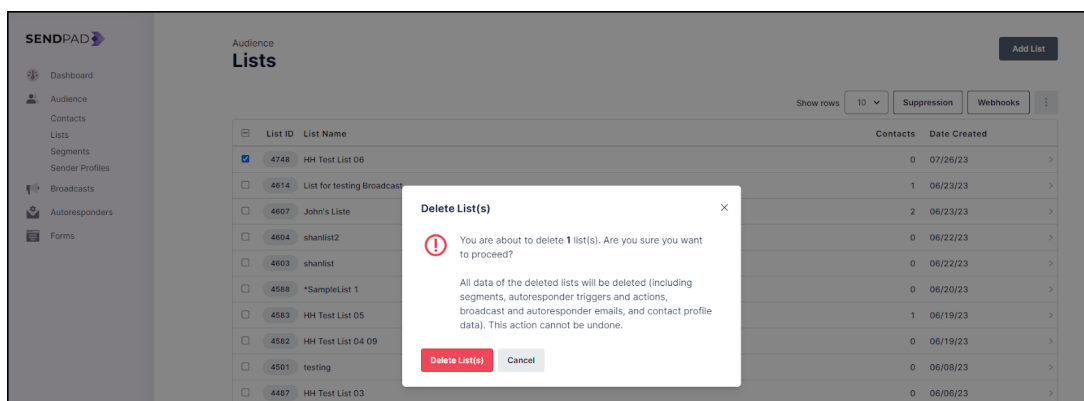 SENDPAD
Dashboard
Audience
Contacts
Lists
Segments
Sender Profiles
Broadcasts
Autoresponders
Forms
Audience
Lists
Add List
Show rows 10 Suppression Webhooks
List ID List Name Contacts Date Created
4748 HH Test List 06 0 07/26/23
4614 List for testing Broadcast 1 06/23/23
4607 John's Liste 2 06/23/23
4604 shanlist2 0 06/22/23
4603 shanlist 0 06/22/23
4588 *SampleList 1 0 06/20/23
4583 HH Test List 05 1 06/19/23
4582 HH Test List 04 09 0 06/19/23
4501 testing 0 06/08/23
4487 HH Test List 03 0 06/06/23
Delete List(s)
You are about to delete 1 list(s). Are you sure you want
to proceed?
All data of the deleted lists will be deleted (including
segments, autoresponder triggers and actions,
broadcast and autoresponder emails, and contact profile
data). This action cannot be undone.
Delete List(s) Cancel